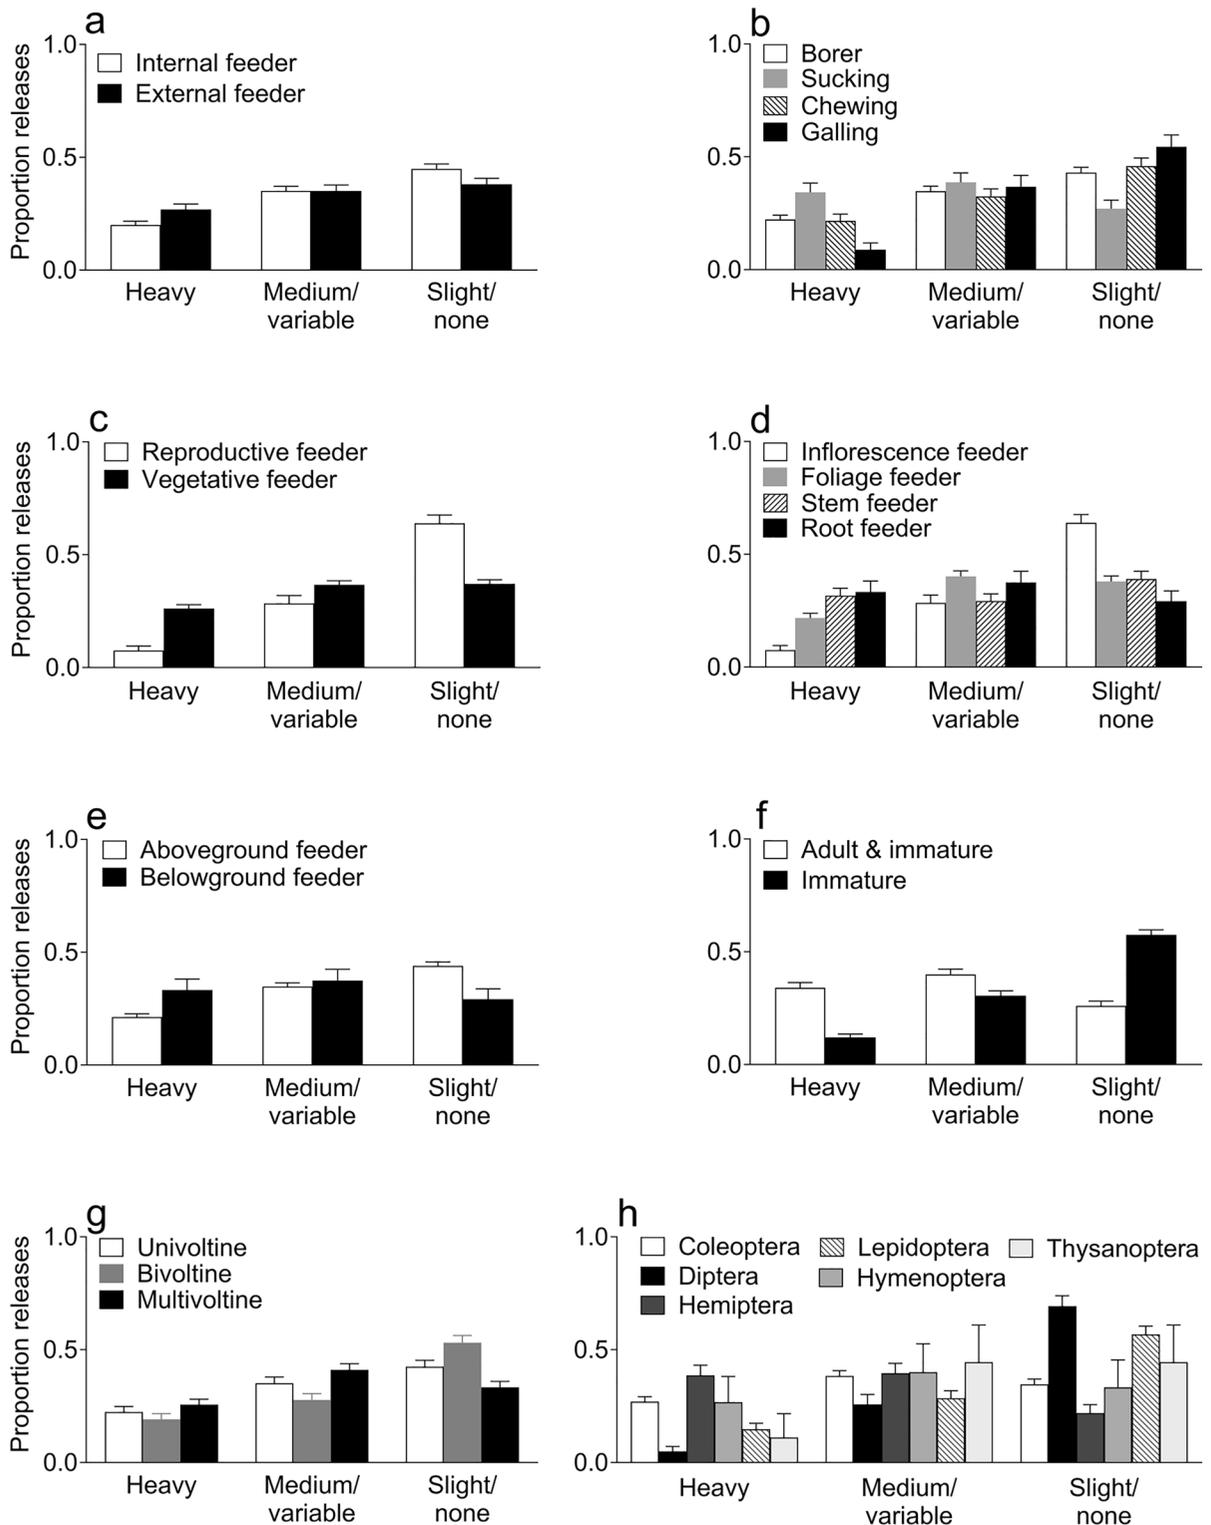 a
1.0
0.5
0.0
Proportion releases
Internal feeder
External feeder
Heavy
Medium/
variable
Slight/
none
b
1.0
0.5
0.0
Borer
Sucking
Chewing
Galling
Heavy
Medium/
variable
Slight/
none
c
1.0
0.5
0.0
Proportion releases
Reproductive feeder
Vegetative feeder
Heavy
Medium/
variable
Slight/
none
d
1.0
0.5
0.0
Inflorescence feeder
Foliage feeder
Stem feeder
Root feeder
Heavy
Medium/
variable
Slight/
none
e
1.0
0.5
0.0
Proportion releases
Aboveground feeder
Belowground feeder
Heavy
Medium/
variable
Slight/
none
f
1.0
0.5
0.0
Adult & immature
Immature
Heavy
Medium/
variable
Slight/
none
g
1.0
0.5
0.0
Proportion releases
Univoltine
Bivoltine
Multivoltine
Heavy
Medium/
variable
Slight/
none
h
1.0
0.5
0.0
Coleoptera
Diptera
Hemiptera
Lepidoptera
Hymenoptera
Thysanoptera
Heavy
Medium/
variable
Slight/
none